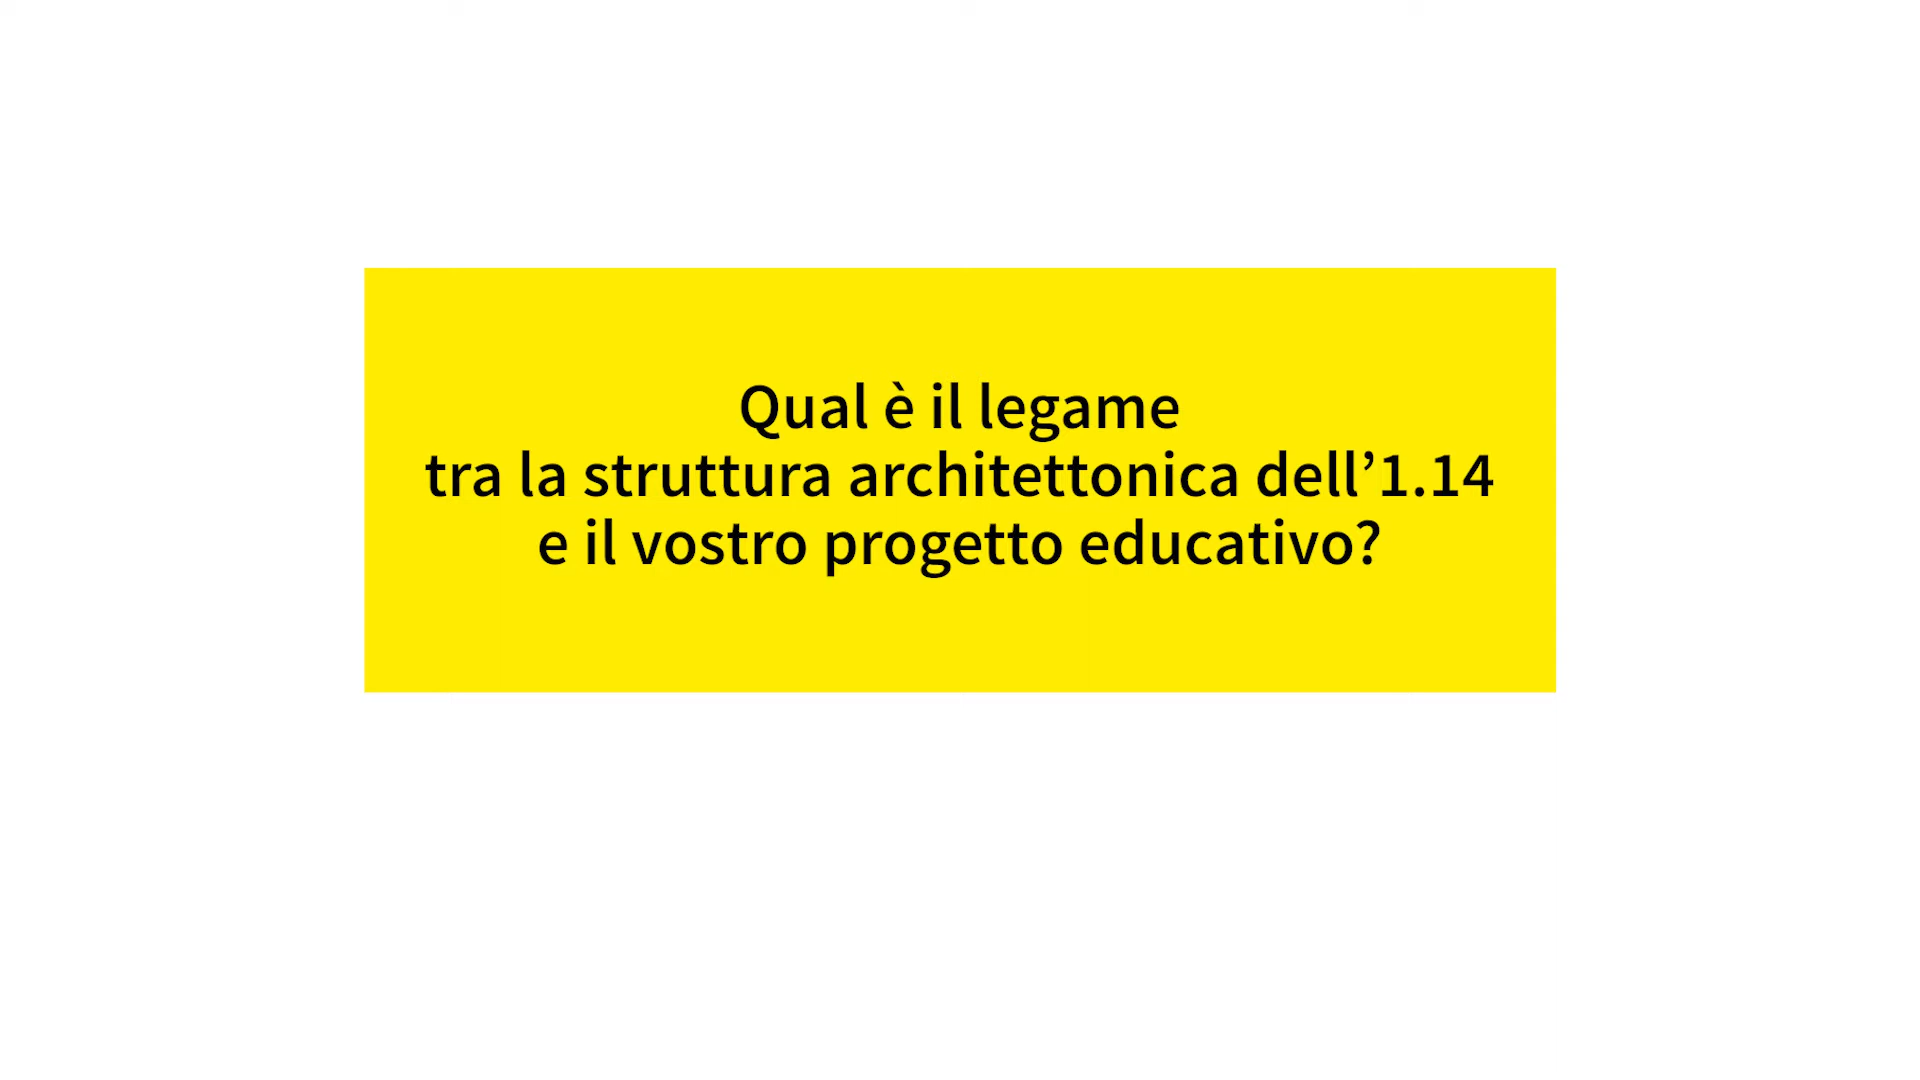 Qual è il legame
tra la struttura architettonica dell’1.14
e il vostro progetto educativo?